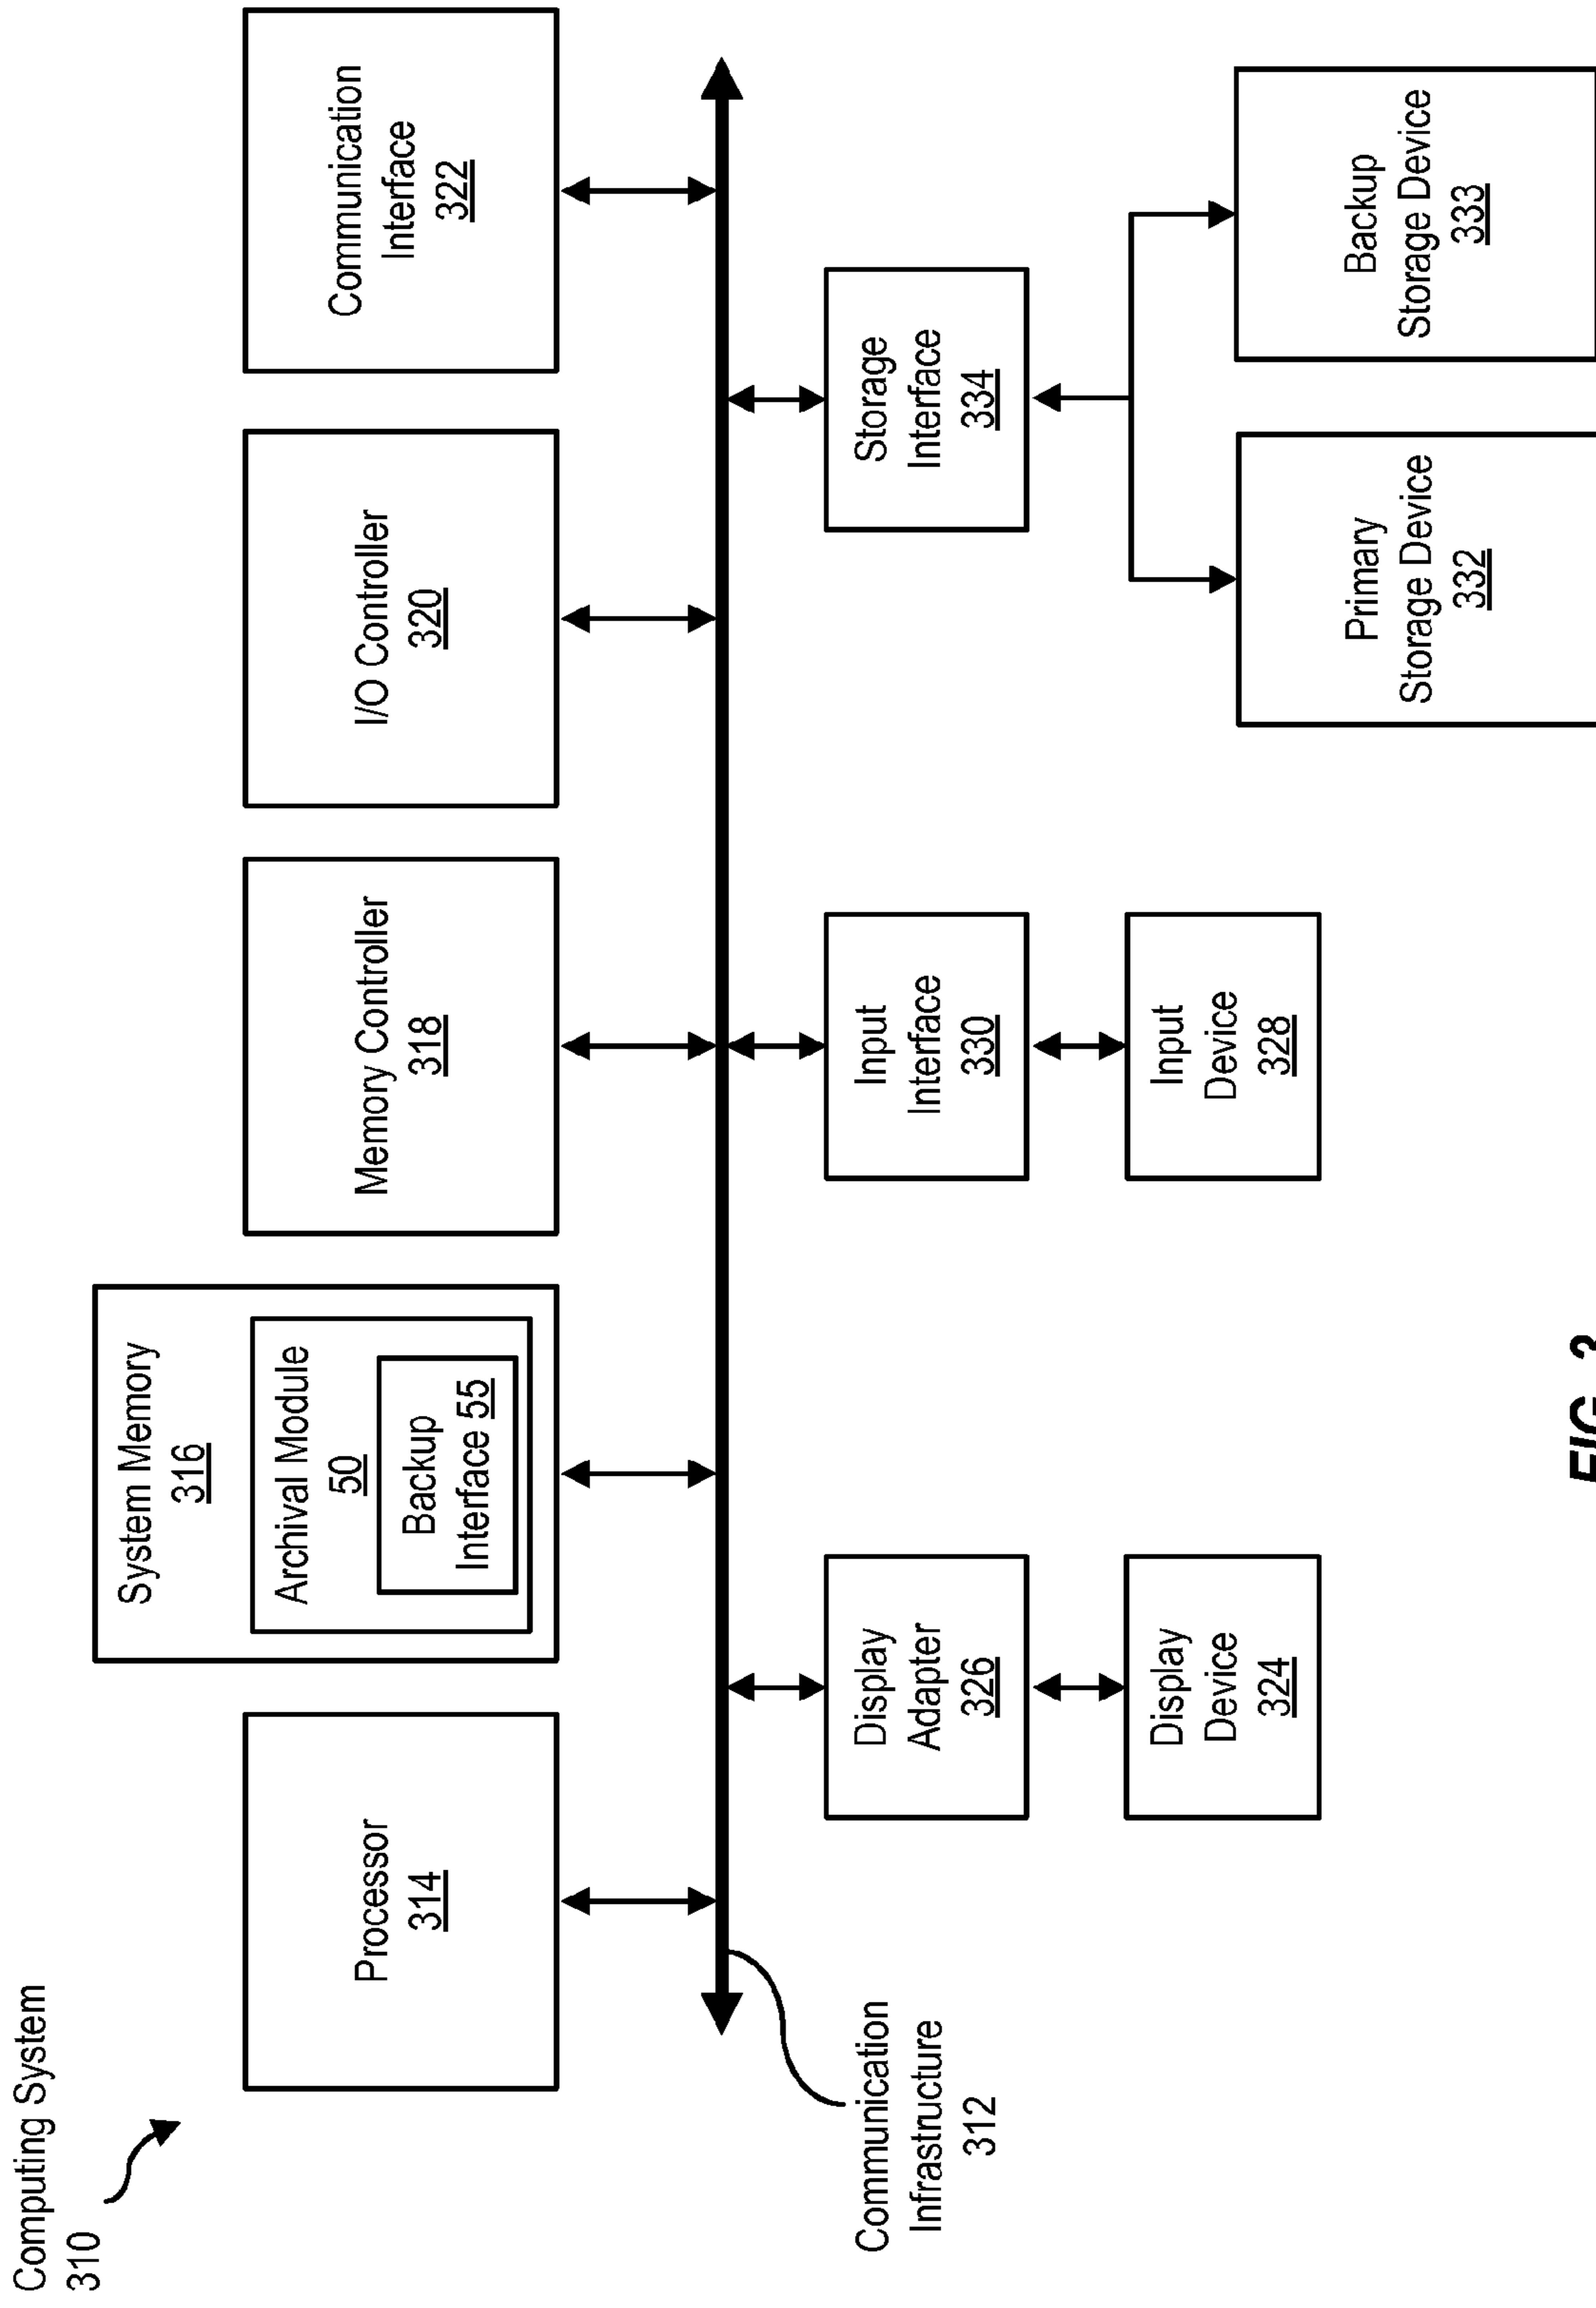 Computing System
310
Processor
314
System Memory
316
Archival Module
50
Backup
Interface 55
Memory Controller
318
I/O Controller
320
Communication
Interface
322
Communication
Infrastructure
312
Display
Adapter
326
Input
Interface
330
Storage
Interface
334
Display
Device
324
Input
Device
328
Primary
Storage Device
332
Backup
Storage Device
333